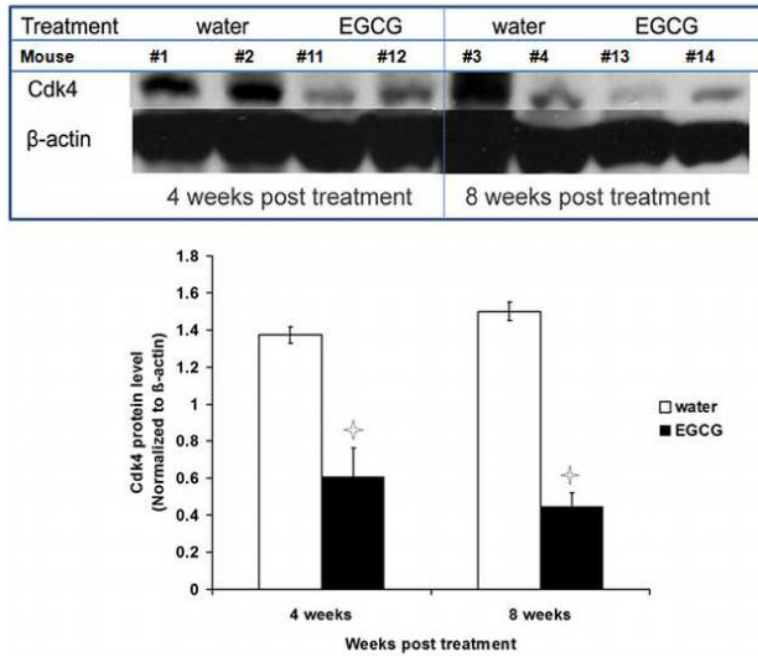 Treatment water EGCG water EGCG
Mouse #1 #2 #11 #12 #3 #4 #13 #14
Cdk4
β-actin
4 weeks post treatment 8 weeks post treatment
1.8
1.6
1.4
1.2
1
0.8
0.6
0.4
0.2
0
Cdk4 protein level
(Normalized to ß-actin)
water
EGCG
4 weeks 8 weeks
Weeks post treatment